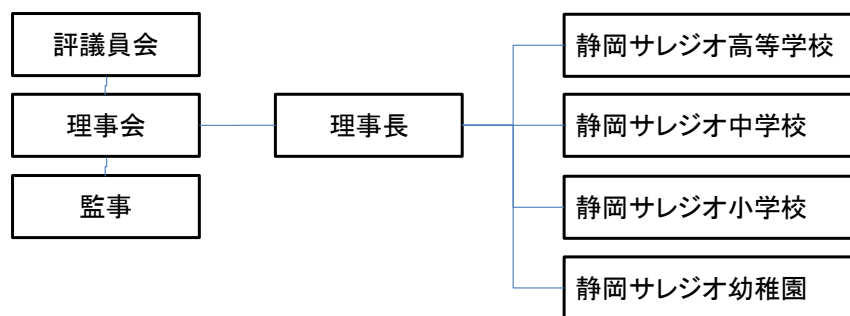 評議員会
理事会
監事
理事長
静岡サレジオ高等学校
静岡サレジオ中学校
静岡サレジオ小学校
静岡サレジオ幼稚園